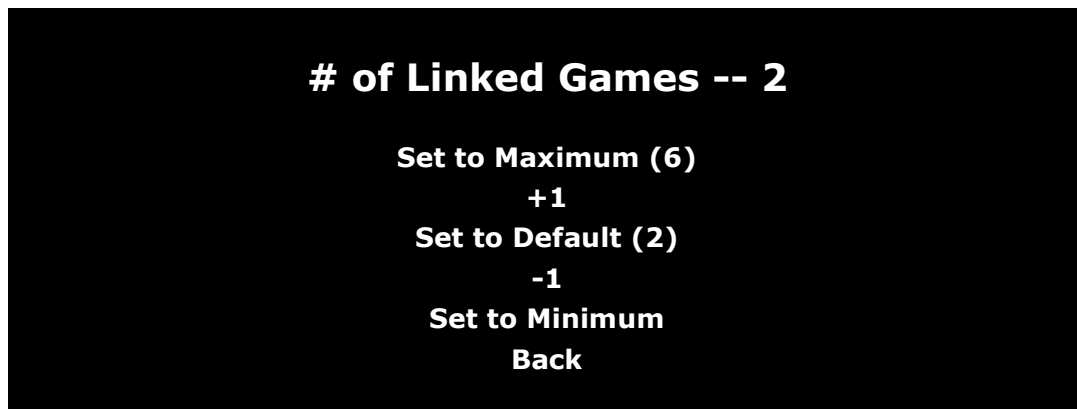 # of Linked Games -- 2
Set to Maximum (6)
+1
Set to Default (2)
-1
Set to Minimum
Back